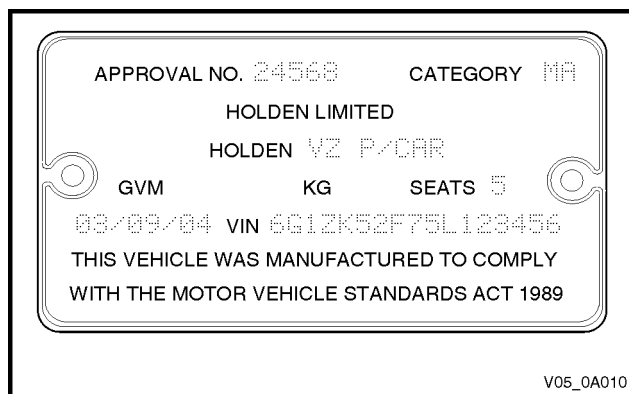 APPROVAL NO. 24568 CATEGORY MA
HOLDEN LIMITED
HOLDEN VZ P/CAR
GVM KG SEATS 5
03/09/04 VIN 6G1ZK52F75L123456
THIS VEHICLE WAS MANUFACTURED TO COMPLY
WITH THE MOTOR VEHICLE STANDARDS ACT 1989
V05_0A010